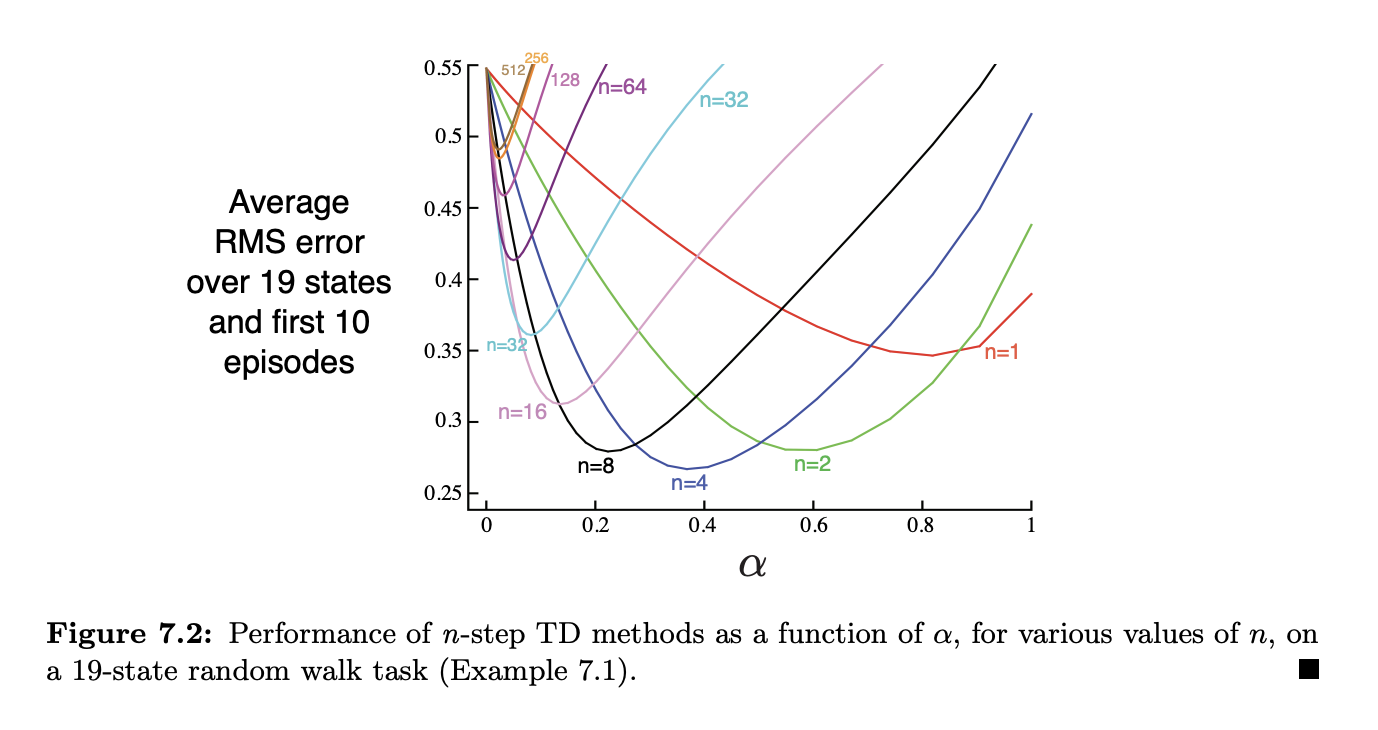 Average
RMS error
over 19 states
and first 10
episodes
0.55
0.5
0.45
0.4
0.35
0.3
0.25
512
256
128
n=64
n=32
n=32
n=16
n=8
n=4
n=2
n=1
0 0.2 0.4 0.6 0.8 1
α
Figure 7.2: Performance of n-step TD methods as a function of α, for various values of n, on
a 19-state random walk task (Example 7.1).